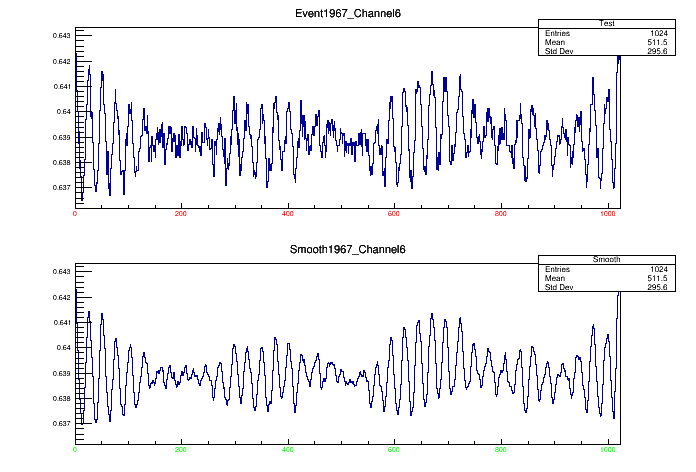 Event1967_Channel6
Test
Entries 1024
Mean 511.5
Std Dev 295.6
0.643
0.642
0.641
0.64
0.639
0.638
0.637
0 200 400 600 800 1000
Smooth1967_Channel6
Smooth
Entries 1024
Mean 511.5
Std Dev 295.6
0.643
0.642
0.641
0.64
0.639
0.638
0.637
0 200 400 600 800 1000